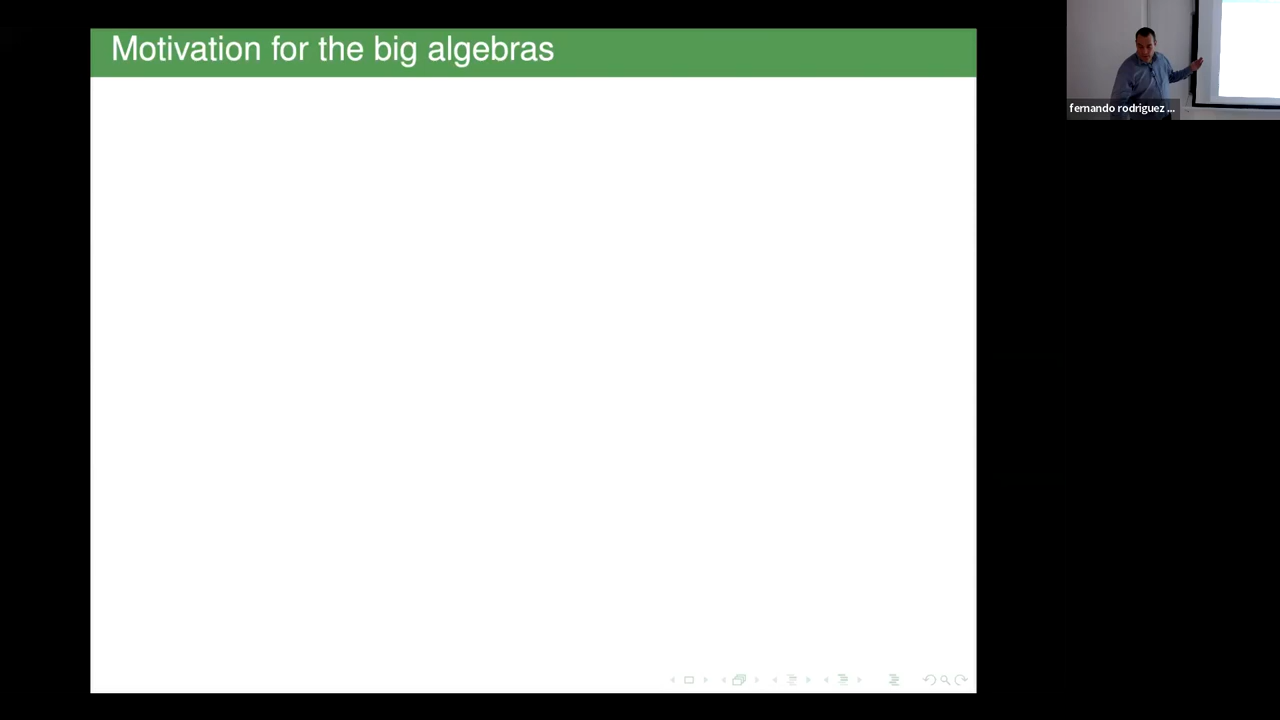 Motivation for the big algebras
fernando rodriguez ...